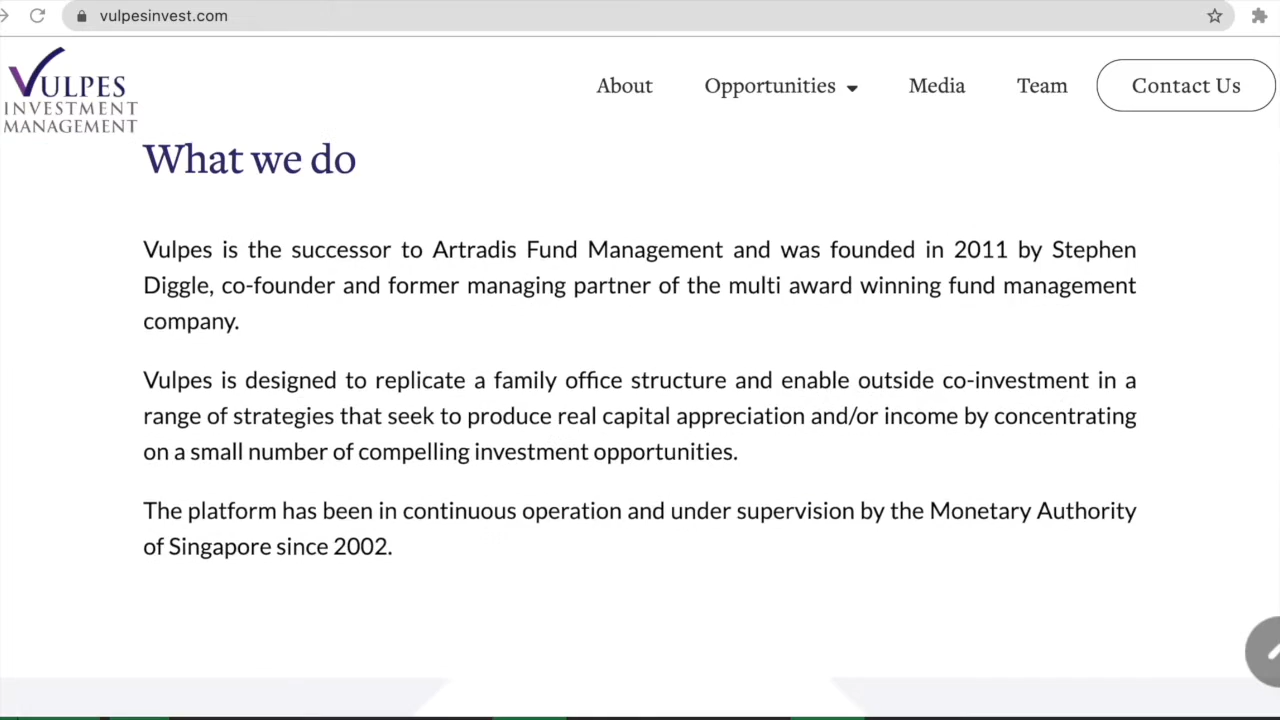 vulpesinvest.com
VULPES
INVESTMENT
MANAGEMENT
About Opportunities Media Team Contact Us
What we do
Vulpes is the successor to Artradis Fund Management and was founded in 2011 by Stephen
Diggle, co-founder and former managing partner of the multi award winning fund management
company.
Vulpes is designed to replicate a family office structure and enable outside co-investment in a
range of strategies that seek to produce real capital appreciation and/or income by concentrating
on a small number of compelling investment opportunities.
The platform has been in continuous operation and under supervision by the Monetary Authority
of Singapore since 2002.